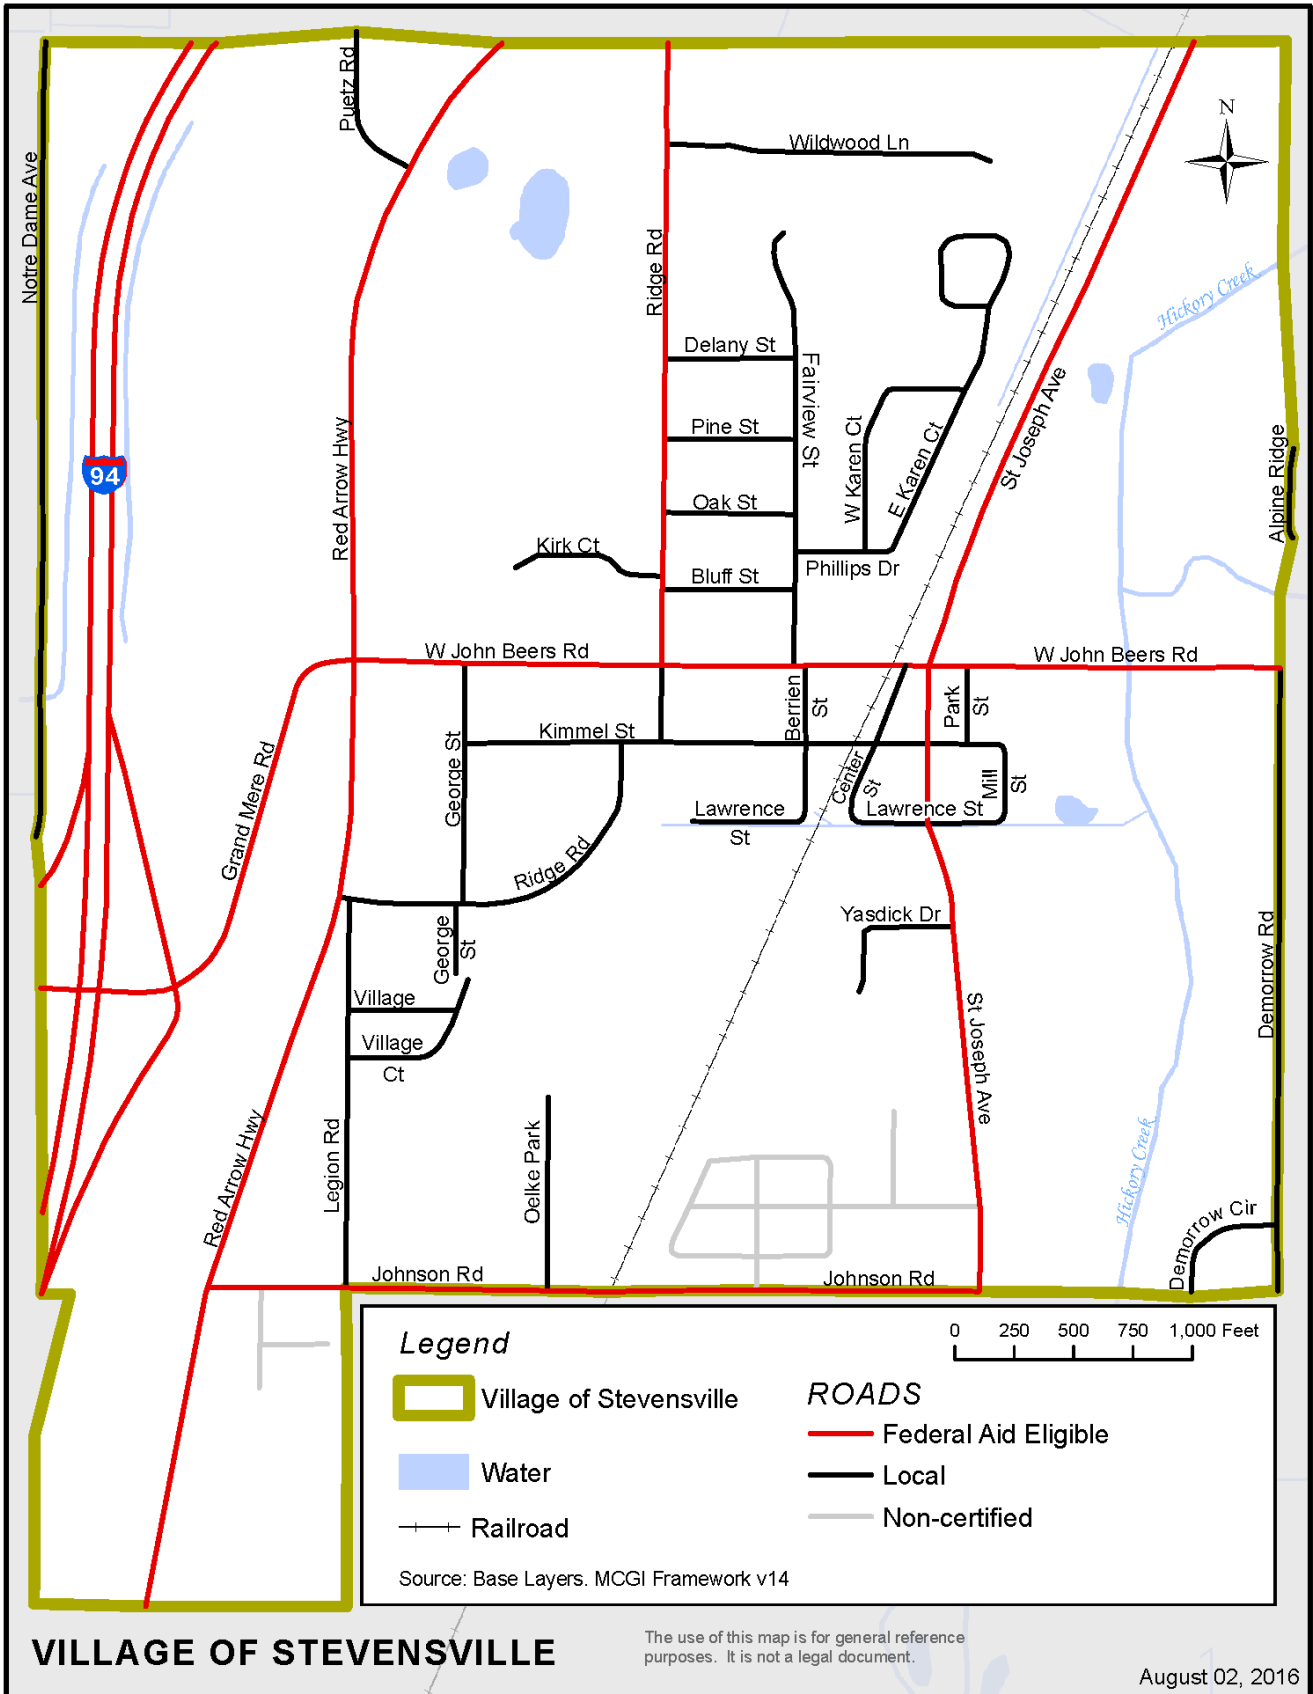 Puetz Rd
N
Wildwood Ln
Notre Dame Ave
Ridge Rd
Hickory Creek
Delany St
Fairview St
St Joseph Ave
Red Arrow Hwy
Pine St
W Karen Ct
E Karen Ct
Alpine Ridge
94
Oak St
Kirk Ct
Phillips Dr
Bluff St
W John Beers Rd
W John Beers Rd
Berrien
St
Park
St
Kimmel St
George St
Grand Mere Rd
Center
St
Mill
St
Lawrence
St
Lawrence St
Ridge Rd
Yasdick Dr
George
St
Demorrow Rd
Village
St Joseph Ave
Village
Ct
Red Arrow Hwy
Legion Rd
Oelke Park
Hickory Creek
Demorrow Cir
Johnson Rd
Johnson Rd
Legend
0 250 500 750 1,000 Feet
Village of Stevensville
ROADS
Federal Aid Eligible
Water
Local
Railroad
Non-certified
Source: Base Layers. MCGI Framework v14
VILLAGE OF STEVENSVILLE
The use of this map is for general reference
purposes. It is not a legal document.
August 02, 2016